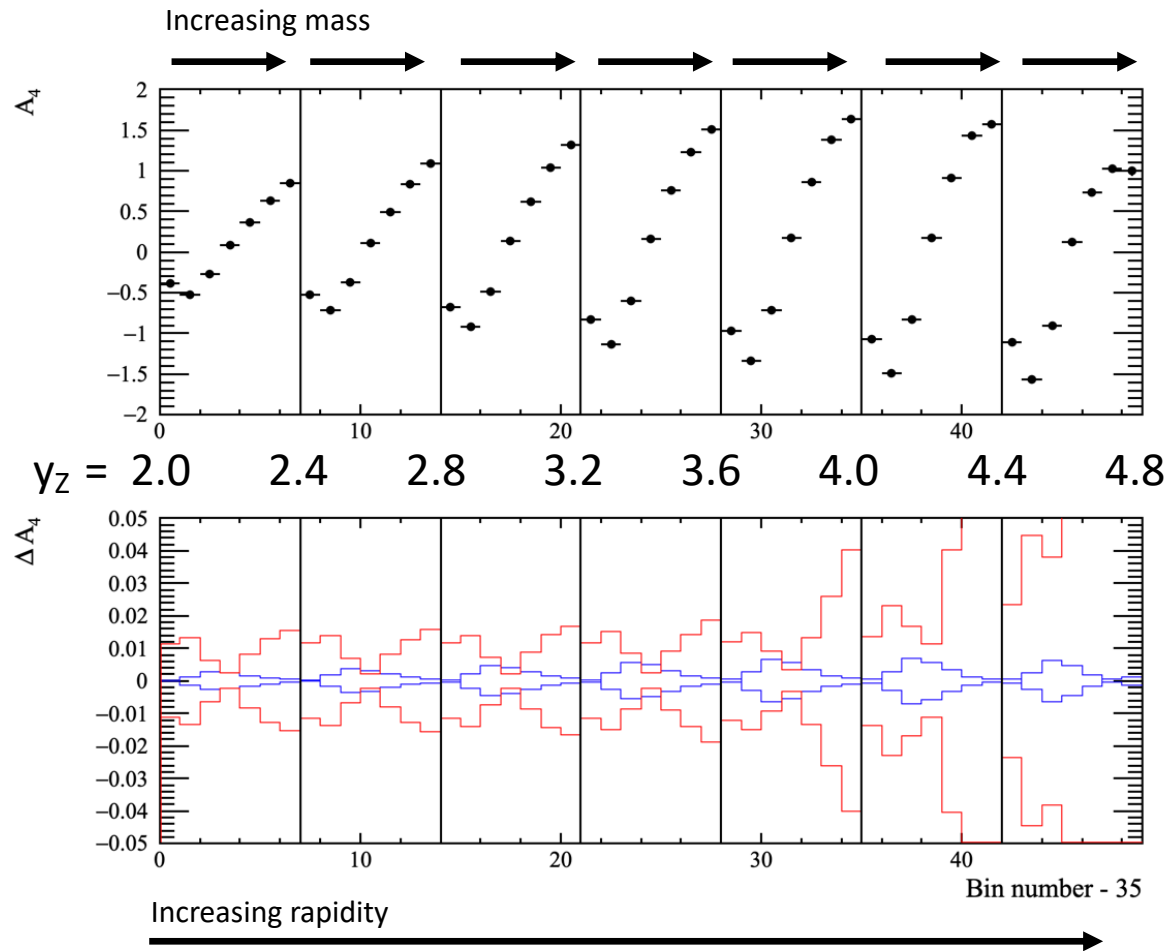 Increasing mass
A₄
2
1.5
1
0.5
0
−0.5
−1
−1.5
−2
0 10 20 30 40
y_Z = 2.0 2.4 2.8 3.2 3.6 4.0 4.4 4.8
Δ A₄
0.05
0.04
0.03
0.02
0.01
0
−0.01
−0.02
−0.03
−0.04
−0.05
0 10 20 30 40
Bin number - 35
Increasing rapidity